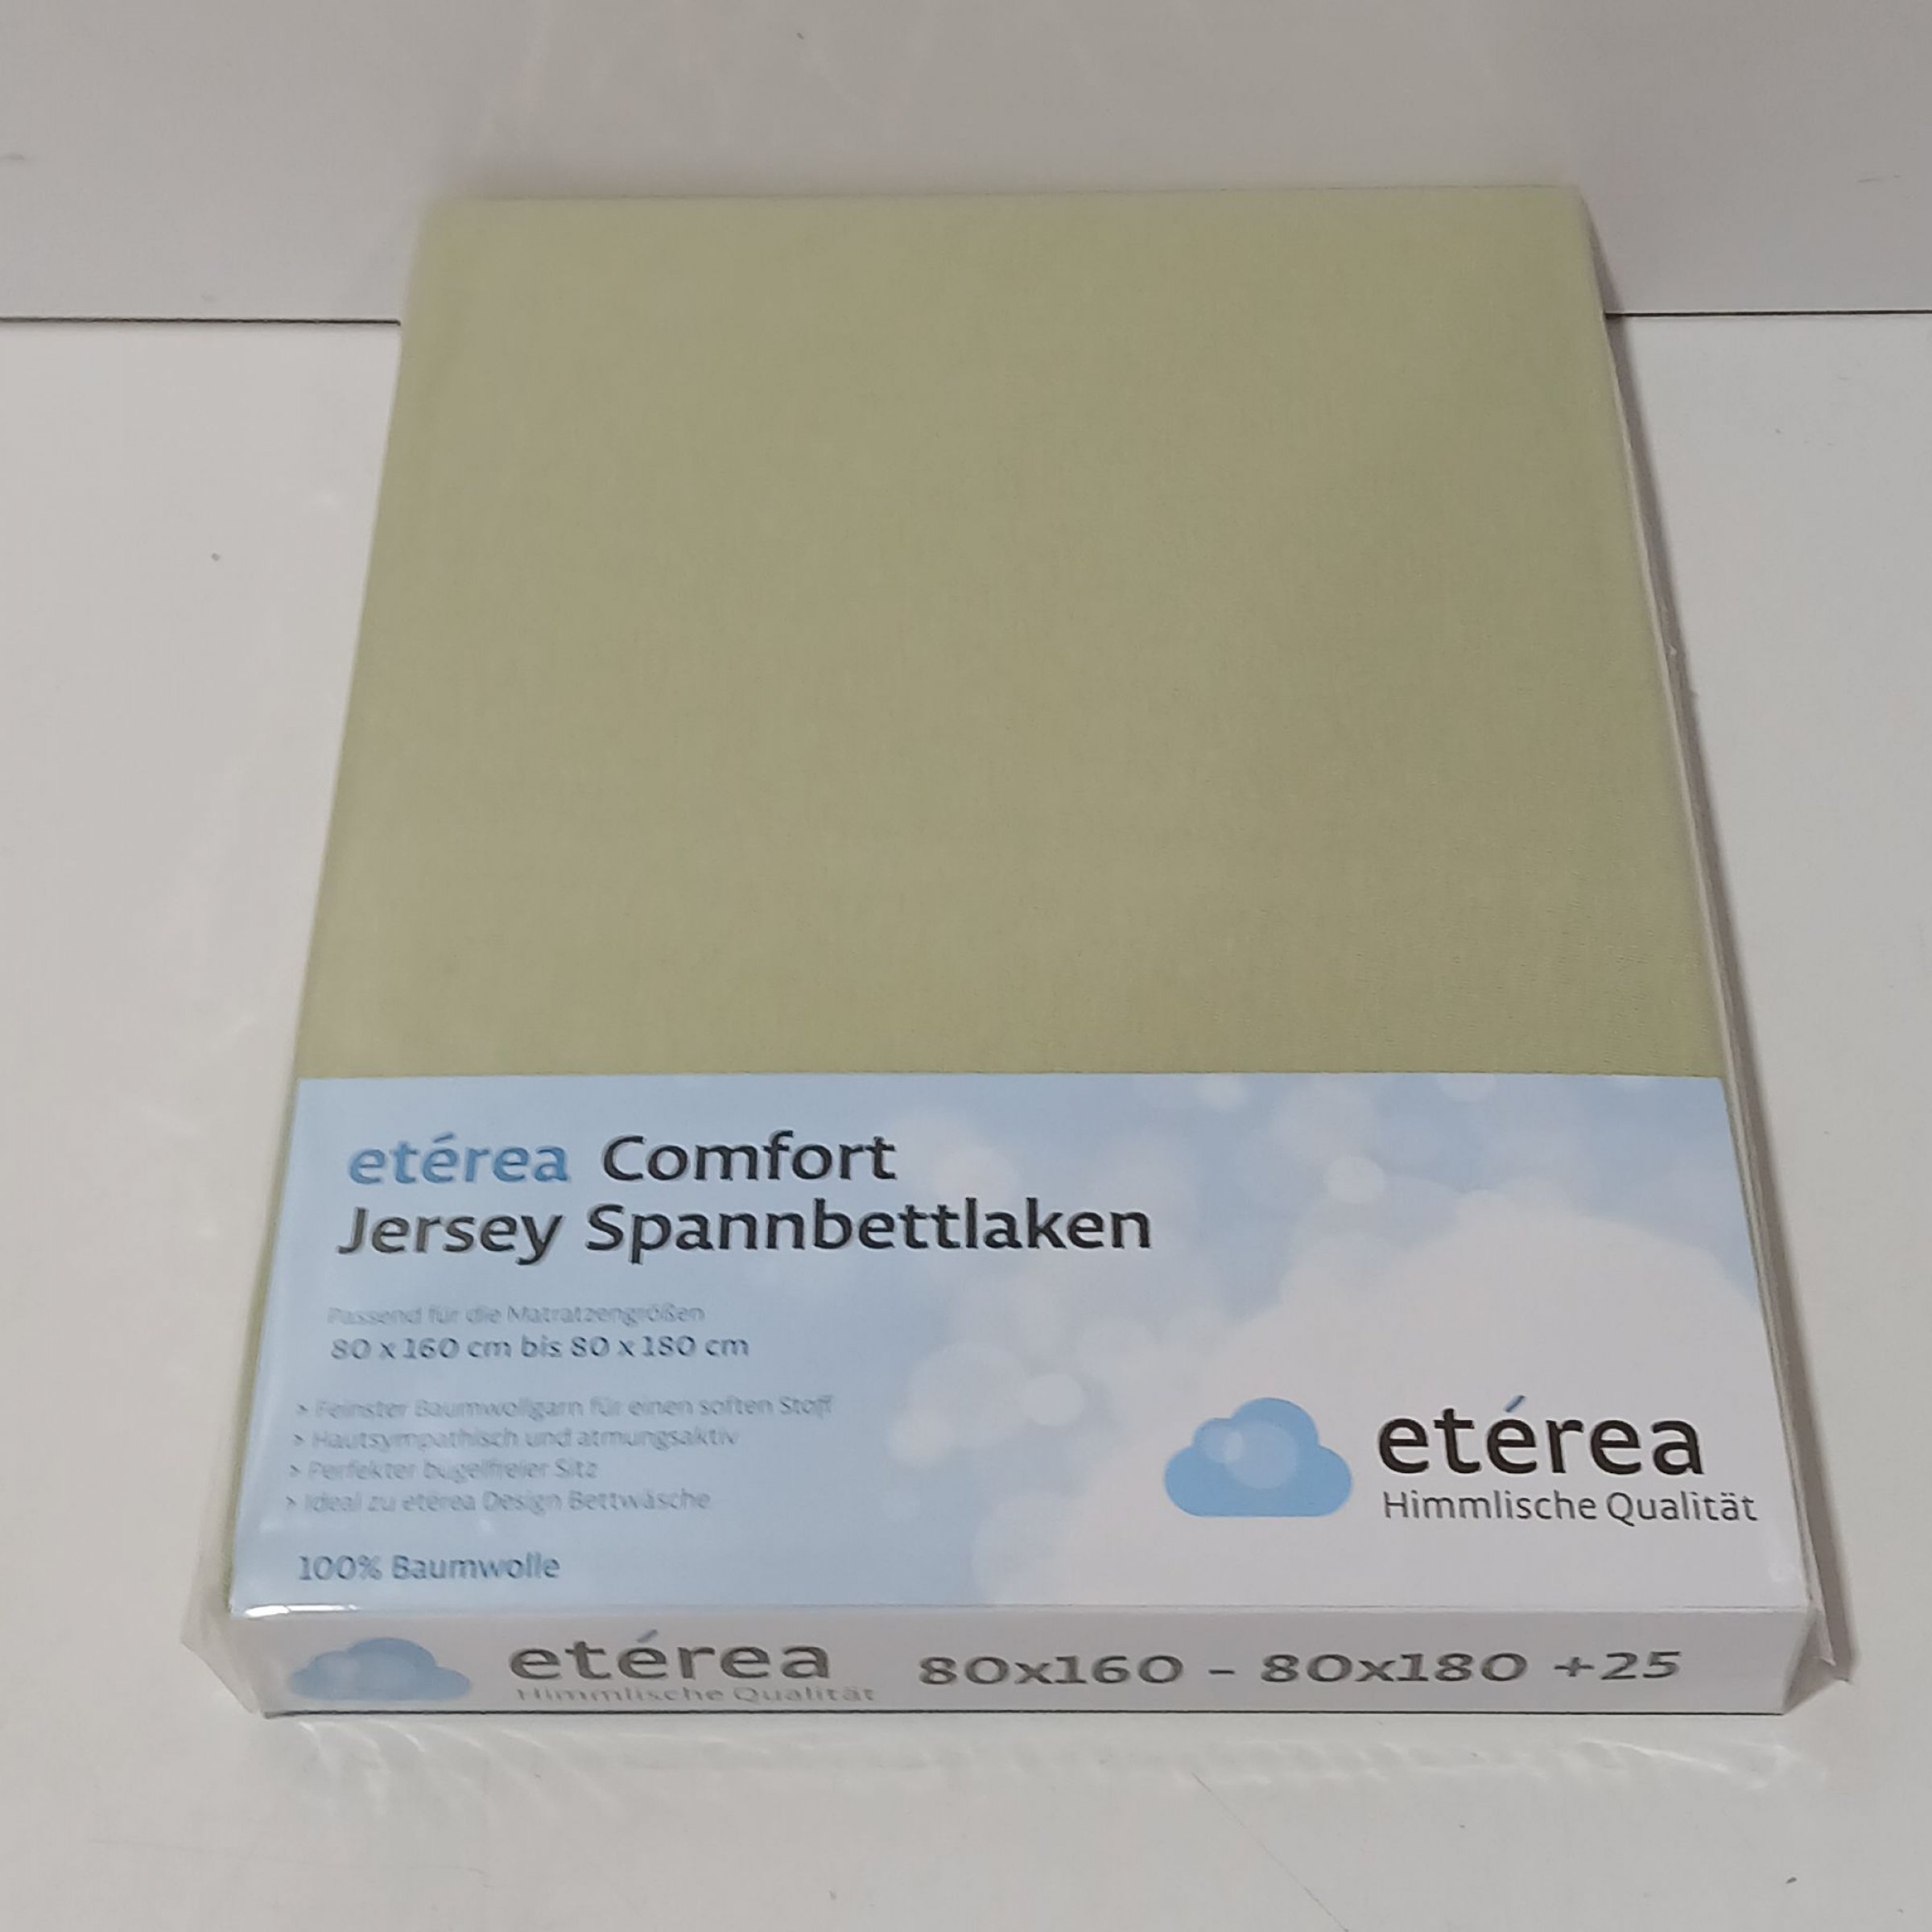 etérea Comfort
Jersey Spannbettlaken
Passend für die Matratzengrößen
80 x 160 cm bis 80 x 180 cm
> Feinster Baumwollgarn für einen soften Stoff
> Hautsympathisch und atmungsaktiv
> Perfekter bügelfreier Sitz
> Ideal zu etérea Design Bettwäsche
100% Baumwolle
etérea
Himmlische Qualität
etérea
Himmlische Qualität
80x160 - 80x180 +25